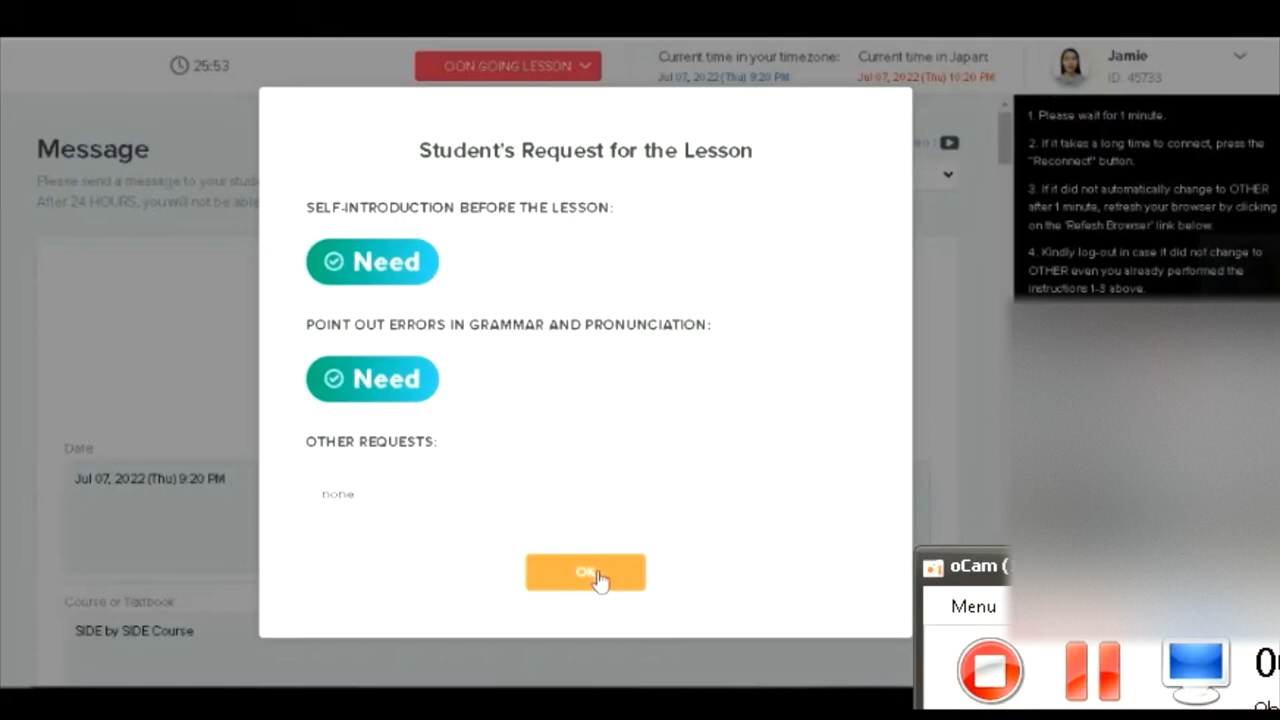 25:53
OON GOING LESSON
Current time in your timezone:
Jul 07, 2022 (Thu) 9:20 PM
Current time in Japan:
Jul 07, 2022 (Thu) 10:20 PM
Jamie
ID: 45733
Message
Please send a message to your stude
After 24 HOURS, you will not be able
Student's Request for the Lesson
SELF-INTRODUCTION BEFORE THE LESSON:
Need
POINT OUT ERRORS IN GRAMMAR AND PRONUNCIATION:
Need
OTHER REQUESTS:
none
OK
Date
Jul 07, 2022 (Thu) 9:20 PM
Course or Textbook
SIDE by SIDE Course
1. Please wait for 1 minute.
2. If it takes a long time to connect, press the
"Reconnect" button.
3. If it did not automatically change to OTHER
after 1 minute, refresh your browser by clicking
on the 'Refesh Browser' link below.
4. Kindly log-out in case it did not change to
OTHER even you already performed the
instructions 1-3 above.
oCam (
Menu